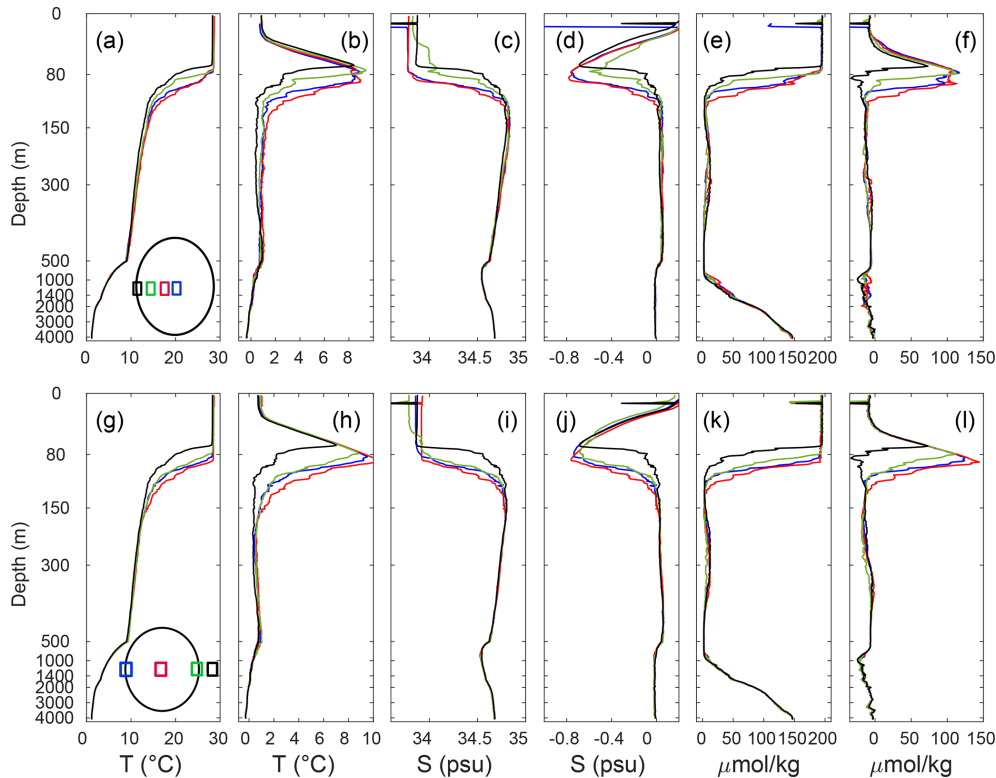 0
80
150
300
500
1000
1400
2000
3000
4000
Depth (m)
(a)
(b)
(c)
(d)
(e)
(f)
0 10 20 30
0 2 4 6 8
34 34.5 35
-0.8 -0.4 0
0 50 100 150 200
0 50 100 150
0
80
150
300
500
1000
1400
2000
3000
4000
Depth (m)
(g)
(h)
(i)
(j)
(k)
(l)
0 10 20 30
0 2 4 6 8 10
34 34.5 35
-0.8 -0.4 0
0 50 100 150 200
0 50 100 150
T (°C)
T (°C)
S (psu)
S (psu)
μmol/kg
μmol/kg